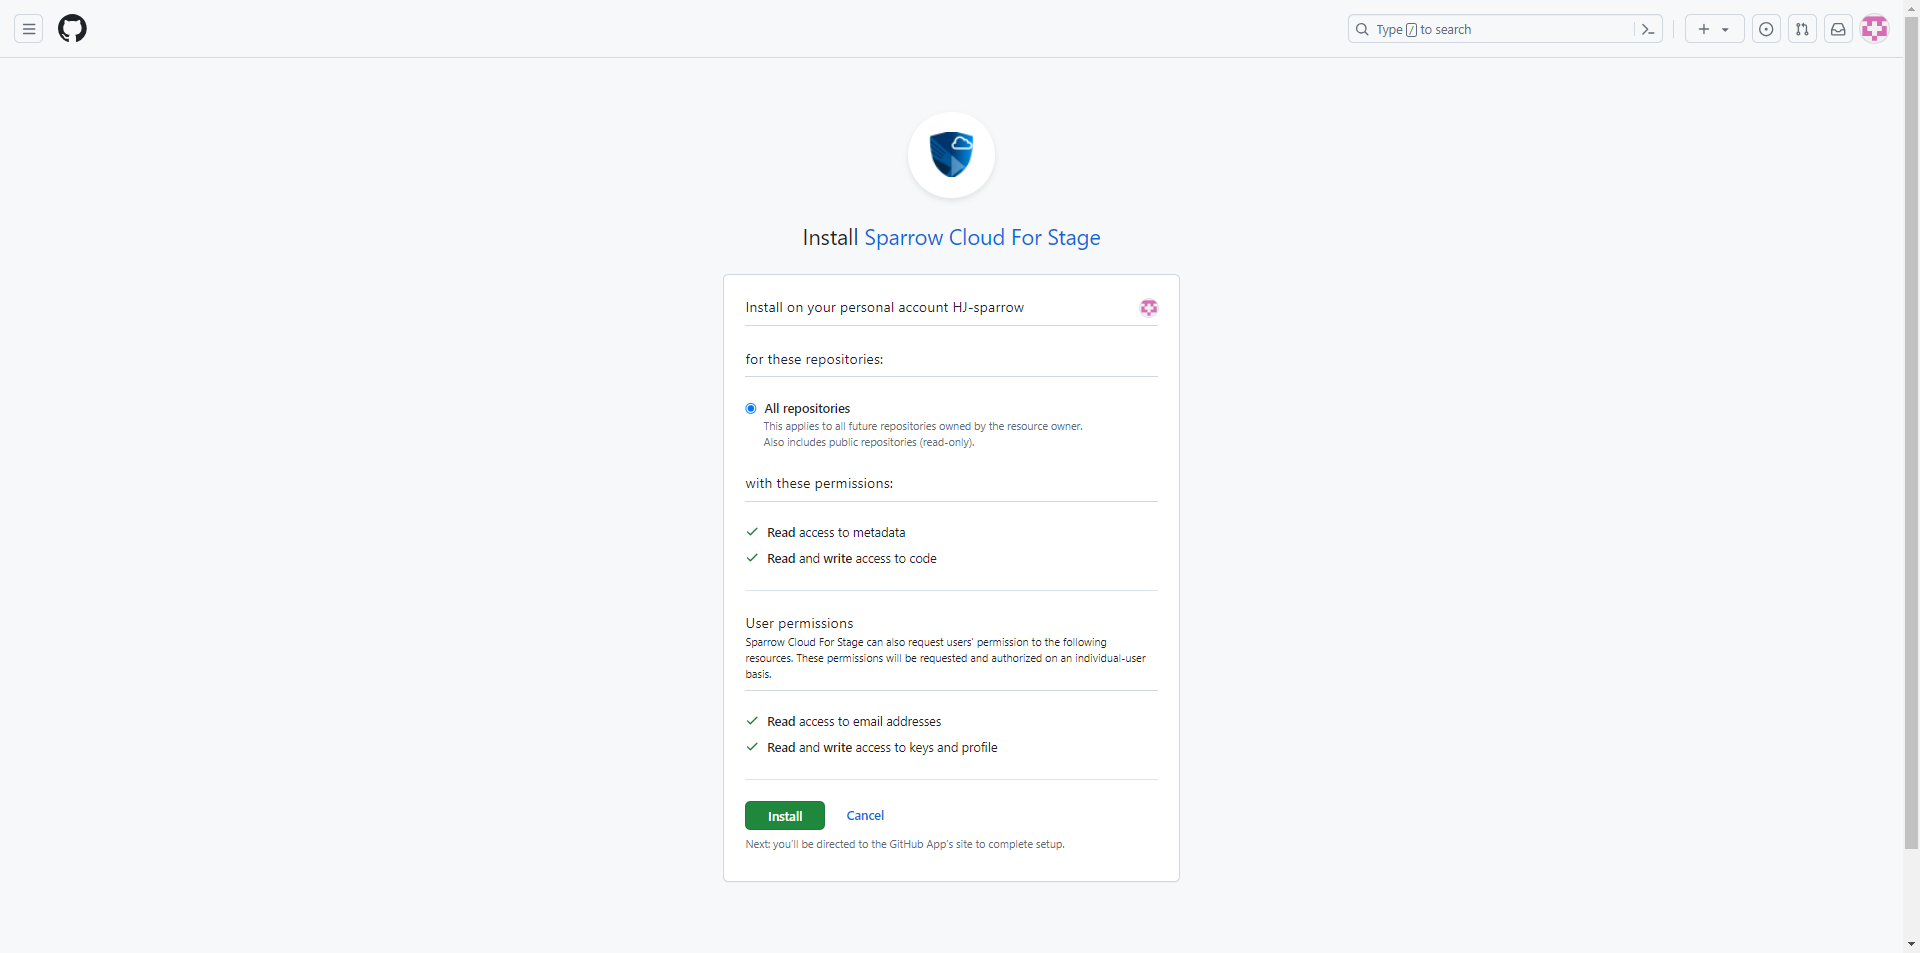 Type / to search
Install Sparrow Cloud For Stage
Install on your personal account HJ-sparrow
for these repositories:
All repositories
This applies to all future repositories owned by the resource owner.
Also includes public repositories (read-only).
with these permissions:
Read access to metadata
Read and write access to code
User permissions
Sparrow Cloud For Stage can also request users' permission to the following
resources. These permissions will be requested and authorized on an individual-user
basis.
Read access to email addresses
Read and write access to keys and profile
Install Cancel
Next: you'll be directed to the GitHub App's site to complete setup.